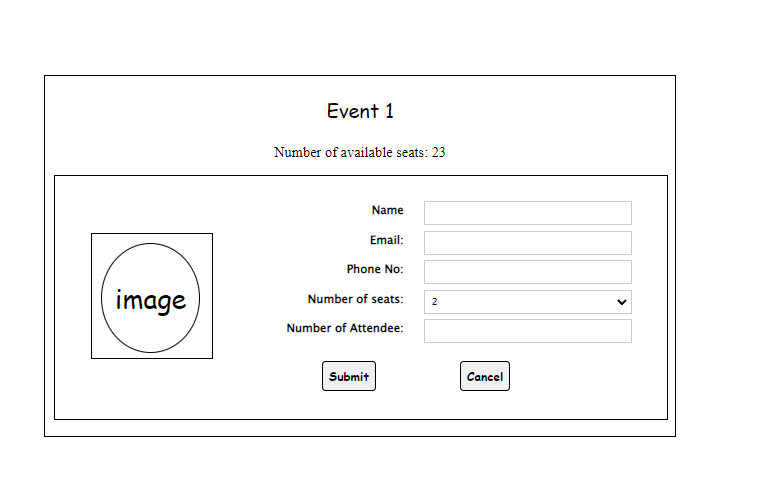 Event 1
Number of available seats: 23
Name
Email:
Phone No:
image
Number of seats: 2
Number of Attendee:
Submit Cancel